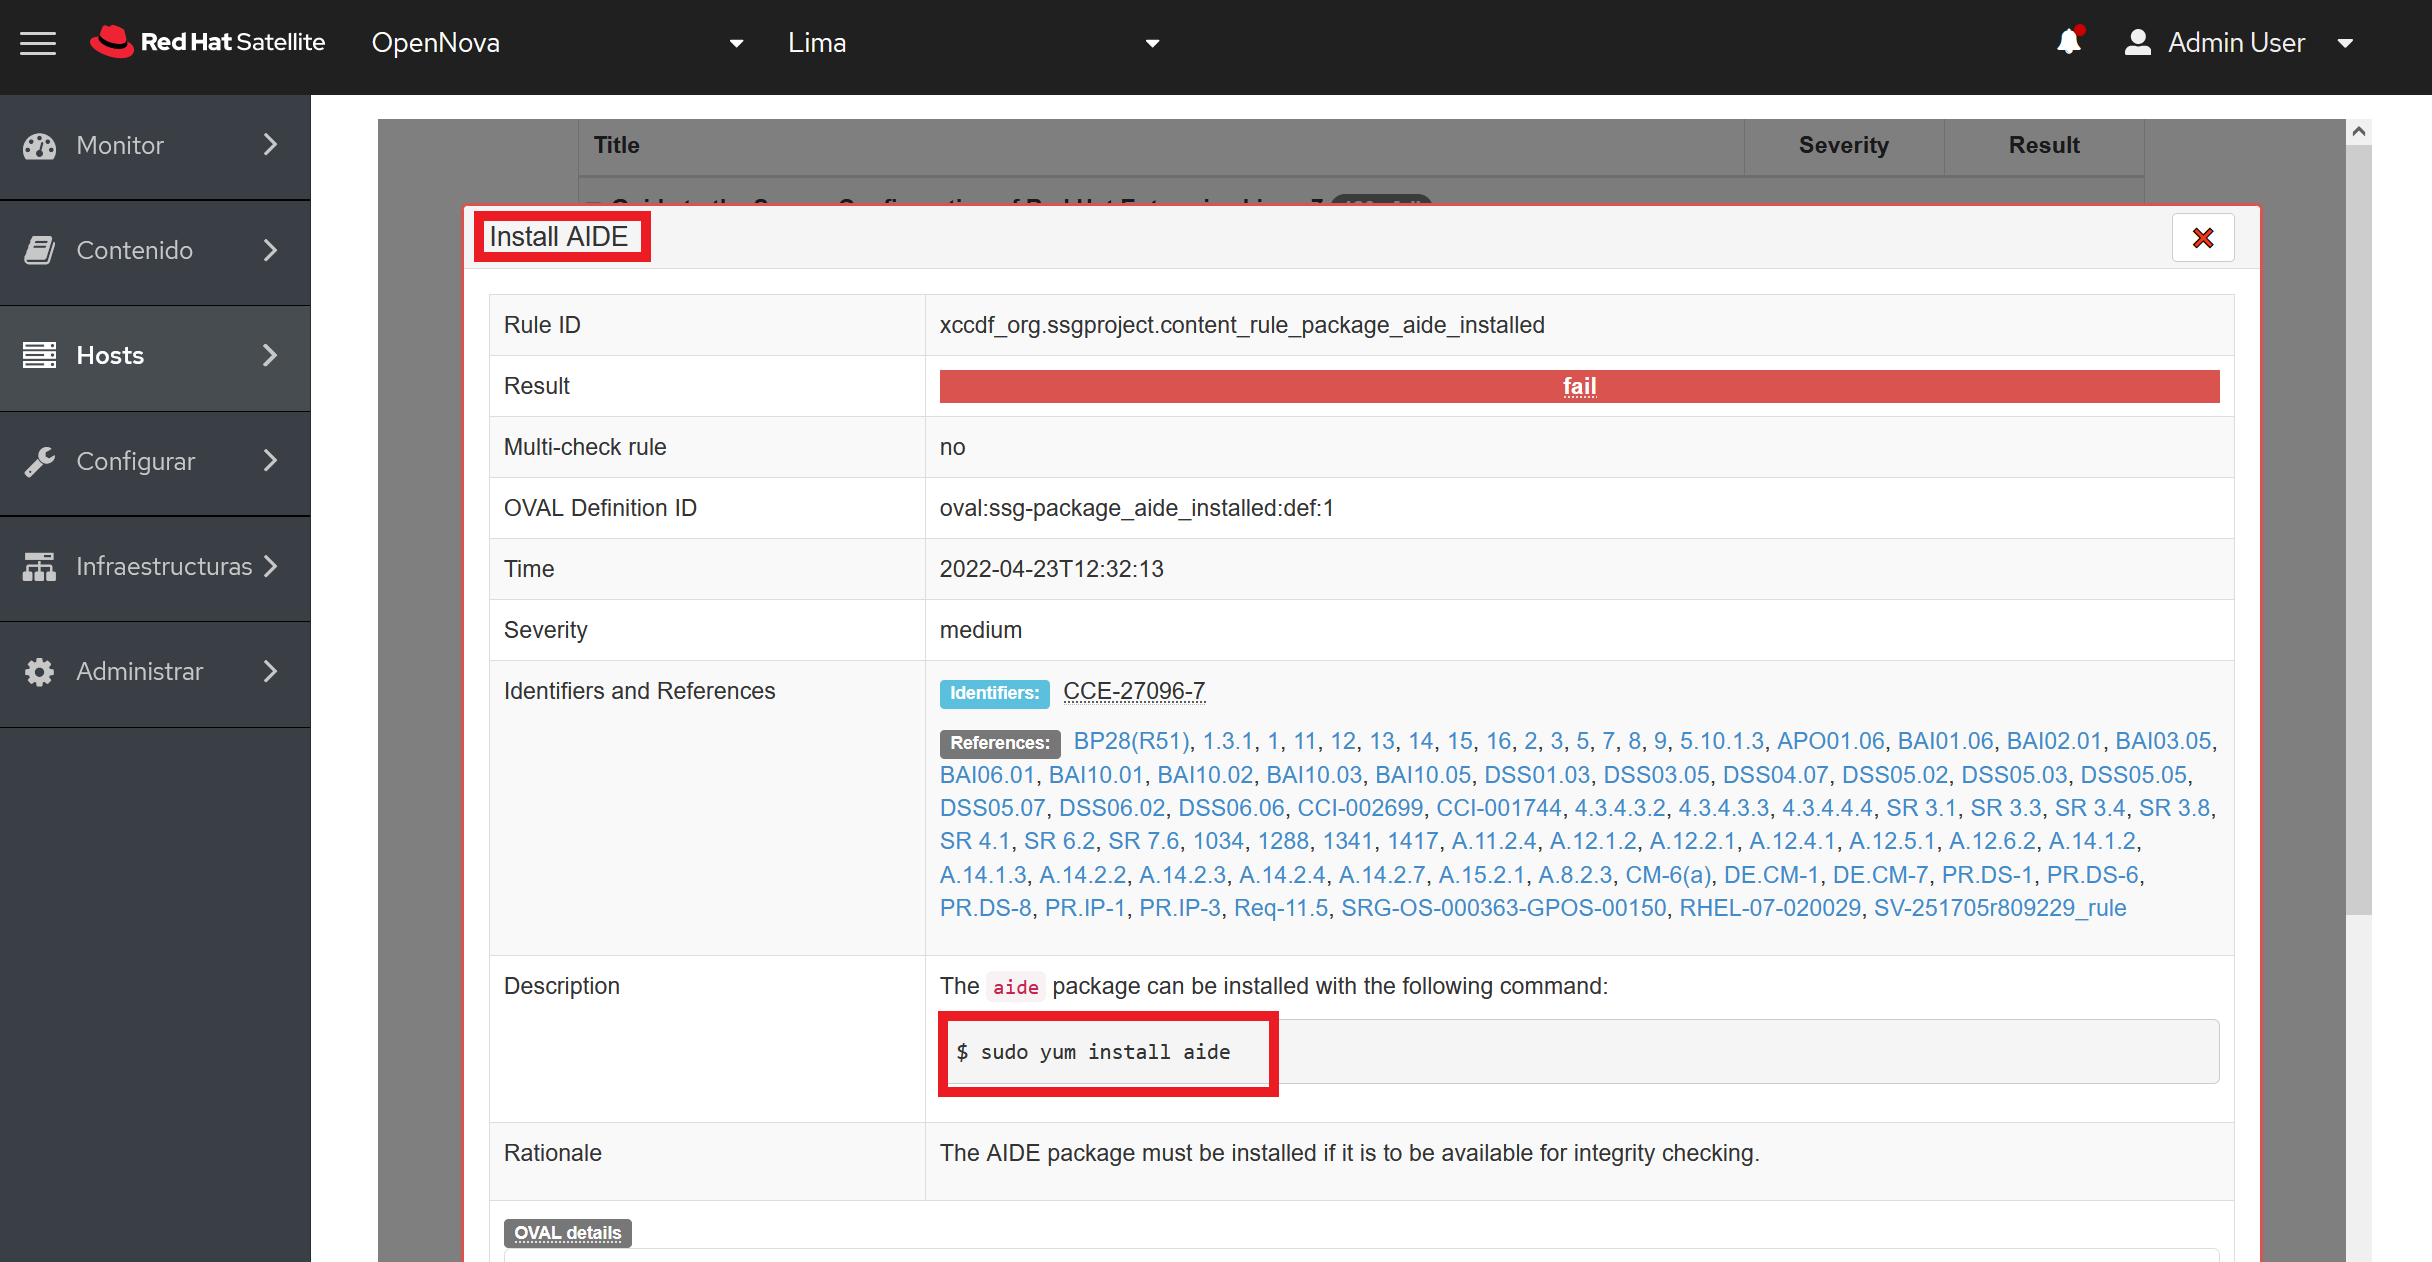 Red Hat Satellite OpenNova Lima Admin User
Monitor
Contenido
Hosts
Configurar
Infraestructuras
Administrar
Title Severity Result
Install AIDE
Rule ID xccdf_org.ssgproject.content_rule_package_aide_installed
Result fail
Multi-check rule no
OVAL Definition ID oval:ssg-package_aide_installed:def:1
Time 2022-04-23T12:32:13
Severity medium
Identifiers and References Identifiers: CCE-27096-7
References: BP28(R51), 1.3.1, 1, 11, 12, 13, 14, 15, 16, 2, 3, 5, 7, 8, 9, 5.10.1.3, APO01.06, BAI01.06, BAI02.01, BAI03.05,
BAI06.01, BAI10.01, BAI10.02, BAI10.03, BAI10.05, DSS01.03, DSS03.05, DSS04.07, DSS05.02, DSS05.03, DSS05.05,
DSS05.07, DSS06.02, DSS06.06, CCI-002699, CCI-001744, 4.3.4.3.2, 4.3.4.3.3, 4.3.4.4.4, SR 3.1, SR 3.3, SR 3.4, SR 3.8,
SR 4.1, SR 6.2, SR 7.6, 1034, 1288, 1341, 1417, A.11.2.4, A.12.1.2, A.12.2.1, A.12.4.1, A.12.5.1, A.12.6.2, A.14.1.2,
A.14.1.3, A.14.2.2, A.14.2.3, A.14.2.4, A.14.2.7, A.15.2.1, A.8.2.3, CM-6(a), DE.CM-1, DE.CM-7, PR.DS-1, PR.DS-6,
PR.DS-8, PR.IP-1, PR.IP-3, Req-11.5, SRG-OS-000363-GPOS-00150, RHEL-07-020029, SV-251705r809229_rule
Description The aide package can be installed with the following command:
$ sudo yum install aide
Rationale The AIDE package must be installed if it is to be available for integrity checking.
OVAL details